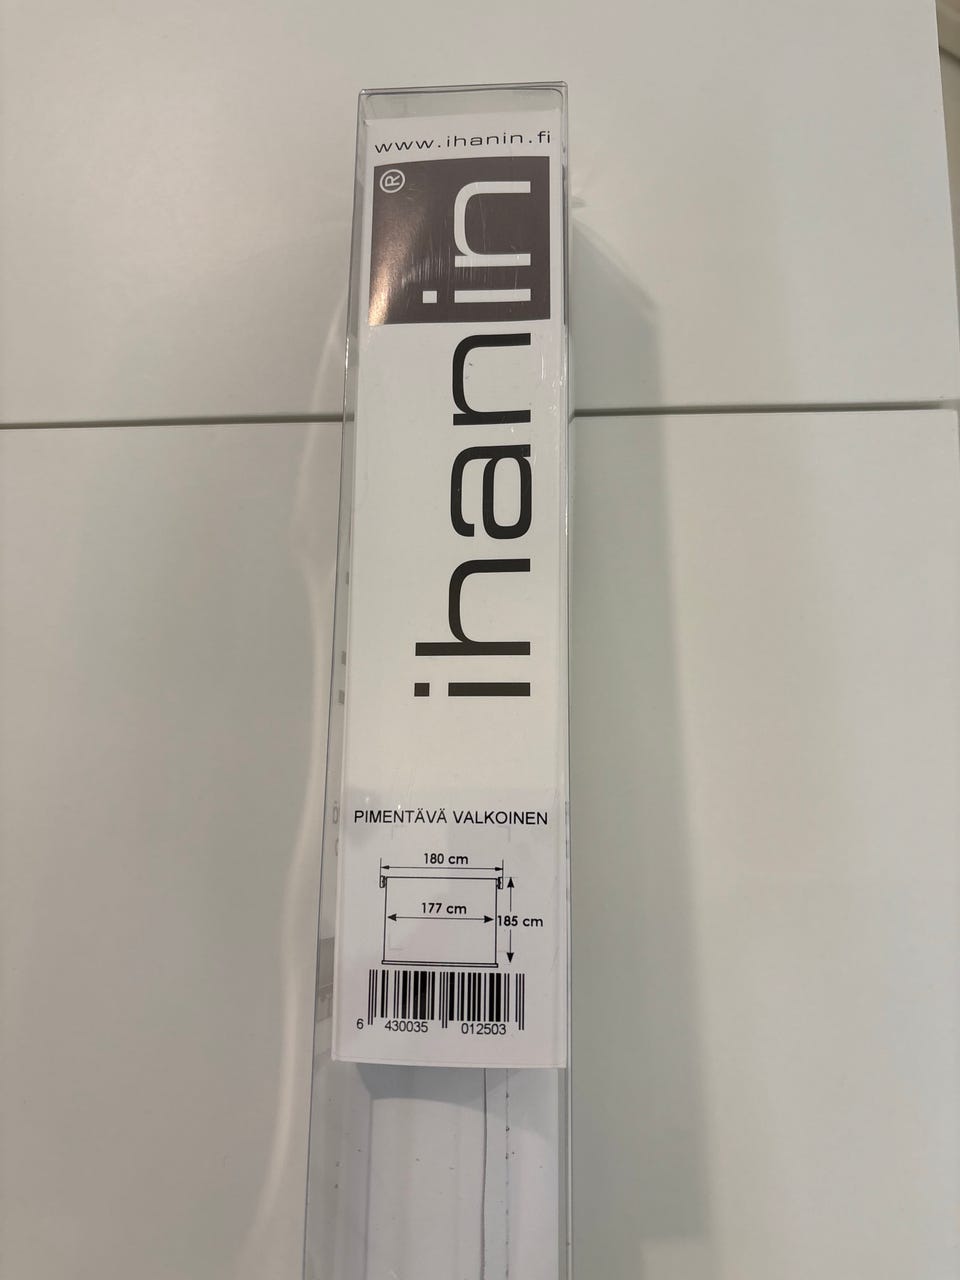 www.ihanin.fi
ihanin®
PIMENTÄVÄ VALKOINEN
180 cm
177 cm
185 cm
6 430035 012503